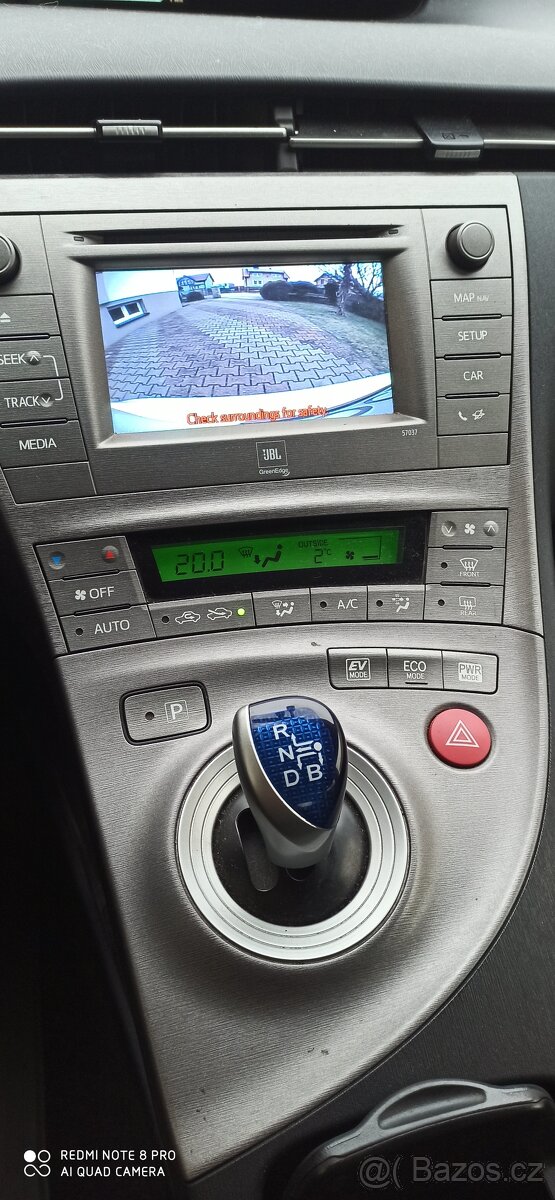 Check surroundings for safety.
MAP NAV
SETUP
CAR
SEEK
TRACK
MEDIA
57037
JBL
GreenEdge
20.0
OUTSIDE
2°C
OFF
AUTO
A/C
FRONT
REAR
EV MODE
ECO MODE
PWR MODE
P
R
N
D B
REDMI NOTE 8 PRO
AI QUAD CAMERA
@( Bazos.cz